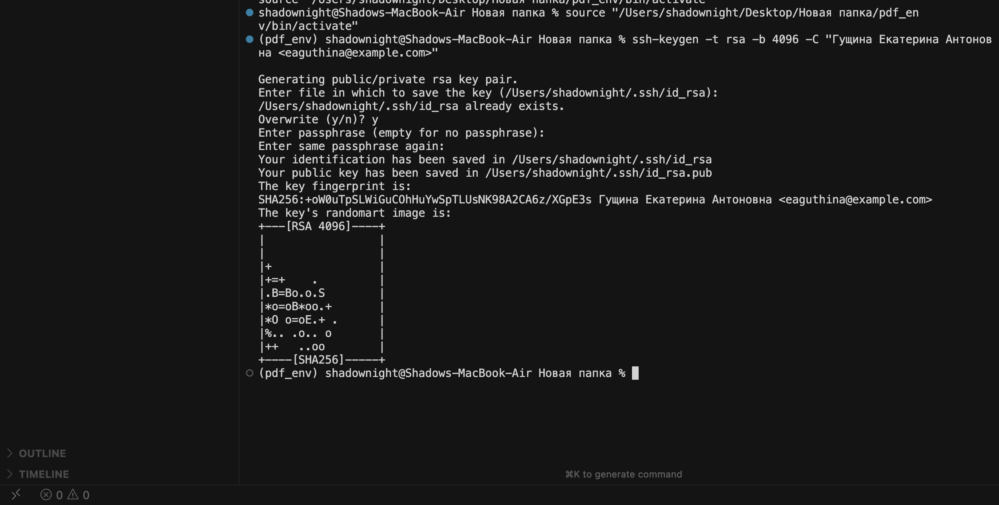 source "/Users/shadownight/Desktop/Новая папка/pdf_env/bin/activate"
shadownight@Shadows-MacBook-Air Новая папка % source "/Users/shadownight/Desktop/Новая папка/pdf_en
v/bin/activate"
(pdf_env) shadownight@Shadows-MacBook-Air Новая папка % ssh-keygen -t rsa -b 4096 -C "Гущина Екатерина Антонов
на <eaguthina@example.com>"
Generating public/private rsa key pair.
Enter file in which to save the key (/Users/shadownight/.ssh/id_rsa):
/Users/shadownight/.ssh/id_rsa already exists.
Overwrite (y/n)? y
Enter passphrase (empty for no passphrase):
Enter same passphrase again:
Your identification has been saved in /Users/shadownight/.ssh/id_rsa
Your public key has been saved in /Users/shadownight/.ssh/id_rsa.pub
The key fingerprint is:
SHA256:+oW0uTpSLWiGuCOhHuYwSpTLUsNK98A2CA6z/XGpE3s Гущина Екатерина Антоновна <eaguthina@example.com>
The key's randomart image is:
+---[RSA 4096]----+
|                 |
|                 |
|+                |
|+=+    .         |
|.B=Bo.o.S        |
|*o=oB*oo.+       |
|*O o=oE.+ .      |
|%.. .o.. o       |
|++   ..oo        |
+----[SHA256]-----+
(pdf_env) shadownight@Shadows-MacBook-Air Новая папка %
OUTLINE
TIMELINE
⌘K to generate command
0 0